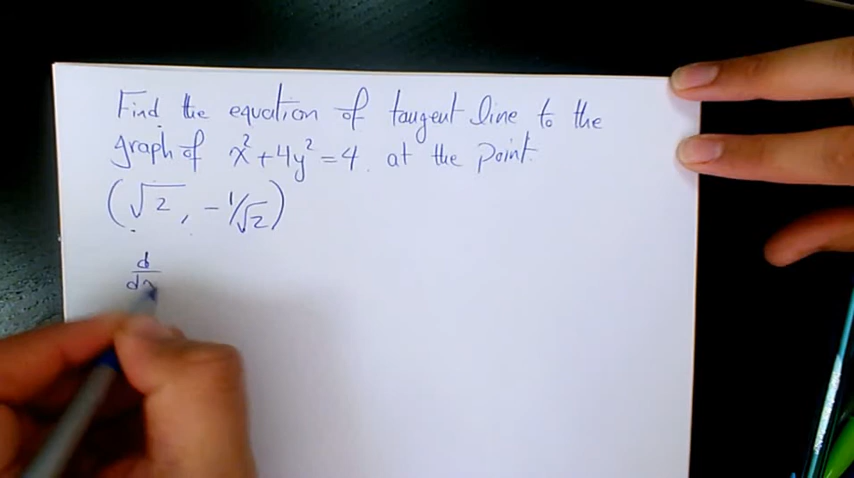 Find the equation of tangent line to the
graph of x²+4y²=4. at the point.
(√2, -1/√2)
d
dx